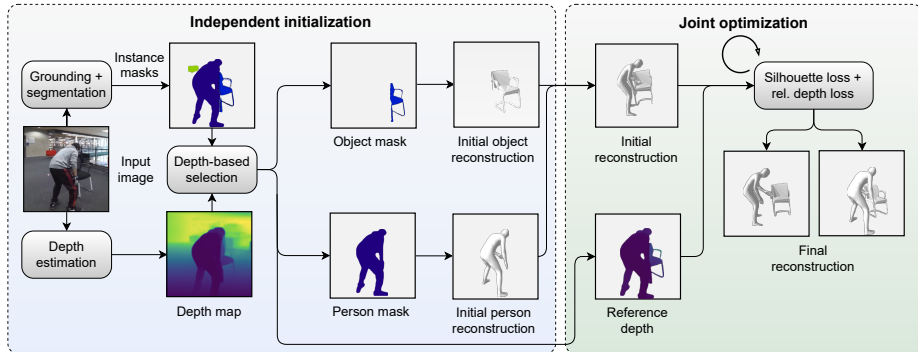 Independent initialization
Joint optimization
Grounding +
segmentation
Instance
masks
Input
image
Depth
estimation
Depth-based
selection
Depth map
Object mask
Initial object
reconstruction
Person mask
Initial person
reconstruction
Initial
reconstruction
Reference
depth
Silhouette loss +
rel. depth loss
Final
reconstruction